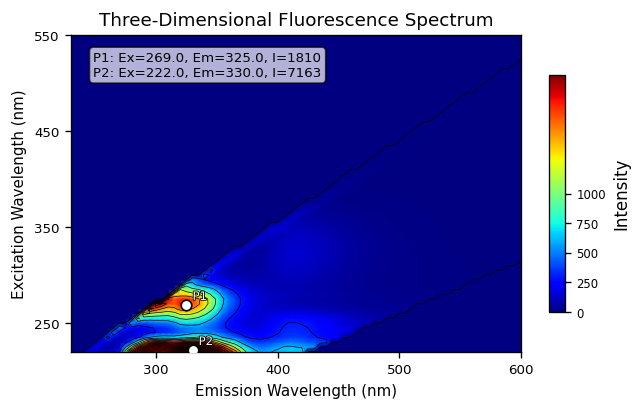 Three-Dimensional Fluorescence Spectrum
P1: Ex=269.0, Em=325.0, I=1810
P2: Ex=222.0, Em=330.0, I=7163
550
450
350
250
Excitation Wavelength (nm)
P1
P2
300
400
500
600
Emission Wavelength (nm)
1000
750
500
250
0
Intensity